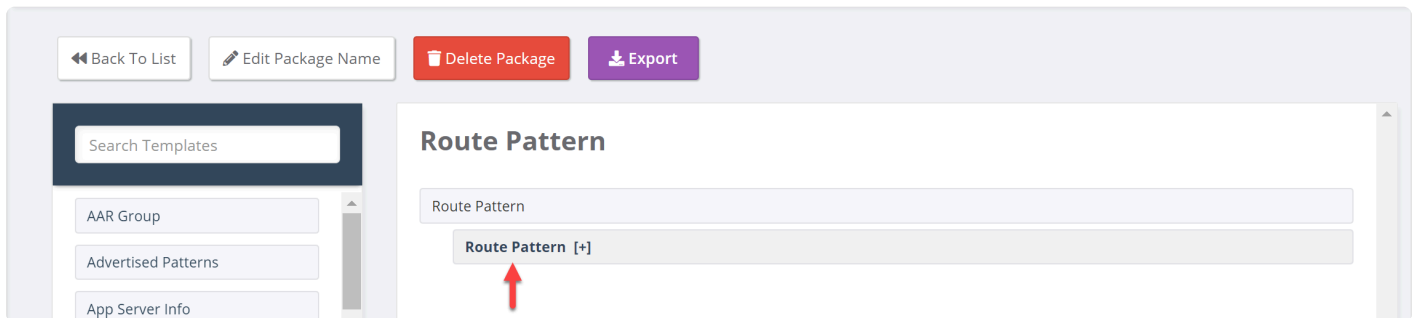 Back To List
Edit Package Name
Delete Package
Export
Search Templates
AAR Group
Advertised Patterns
App Server Info
Route Pattern
Route Pattern
Route Pattern [+]